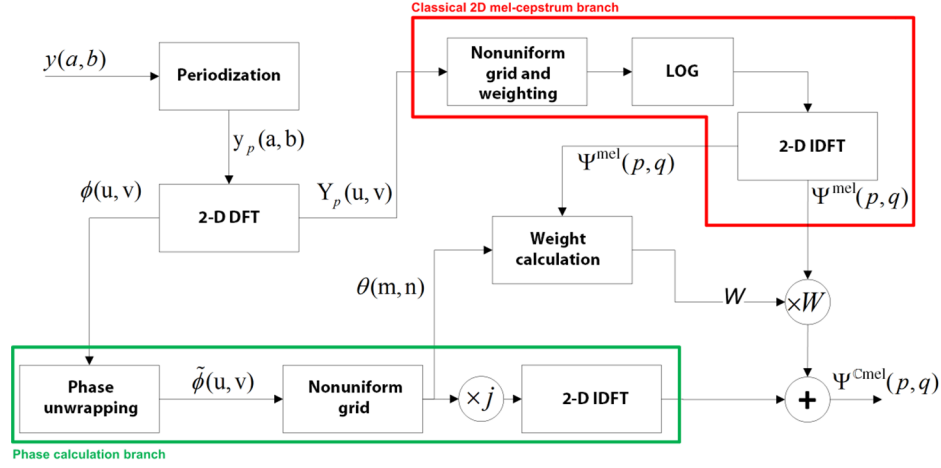 Classical 2D mel-cepstrum branch
y(a,b)
Periodization
Nonuniform
grid and
weighting
LOG
y_p(a,b)
2-D IDFT
Ψ^mel(p,q)
ϕ(u,v)
Y_p(u,v)
Ψ^mel(p,q)
2-D DFT
Weight
calculation
θ(m,n)
W
×W
Phase
unwrapping
ϕ̃(u,v)
Nonuniform
grid
×j
2-D IDFT
+
Ψ^ℂmel(p,q)
Phase calculation branch